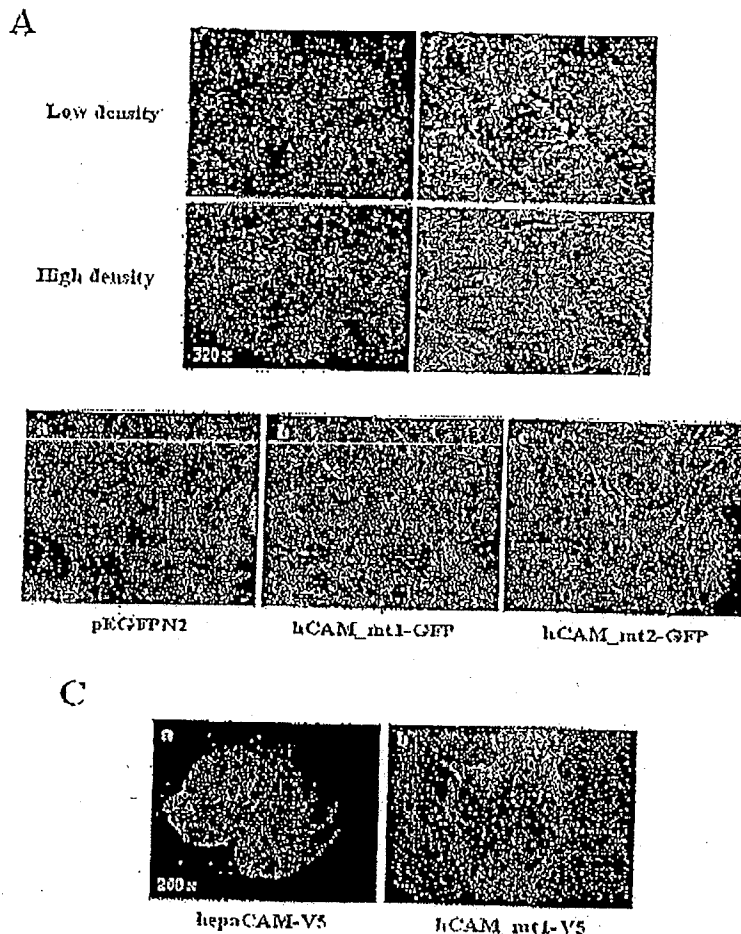 A
Low density
High density
320x
a
b
c
pEGFPN2
hCAM_mt1-GFP
hCAM_mt2-GFP
C
a
b
200x
hepaCAM-V5
hCAM_mt1-V5